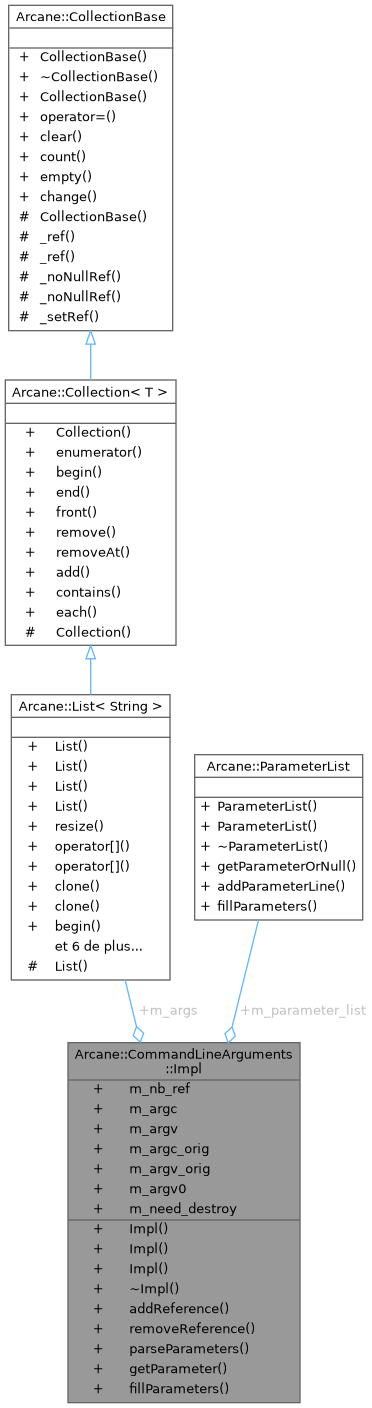 Arcane::CollectionBase
+ CollectionBase()
+ ~CollectionBase()
+ CollectionBase()
+ operator=()
+ clear()
+ count()
+ empty()
+ change()
# CollectionBase()
# _ref()
# _ref()
# _noNullRef()
# _noNullRef()
# _setRef()
Arcane::Collection< T >
+ Collection()
+ enumerator()
+ begin()
+ end()
+ front()
+ remove()
+ removeAt()
+ add()
+ contains()
+ each()
# Collection()
Arcane::List< String >
+ List()
+ List()
+ List()
+ List()
+ resize()
+ operator[]()
+ operator[]()
+ clone()
+ clone()
+ begin()
et 6 de plus...
# List()
Arcane::ParameterList
+ ParameterList()
+ ParameterList()
+ ~ParameterList()
+ getParameterOrNull()
+ addParameterLine()
+ fillParameters()
+m_args
+m_parameter_list
Arcane::CommandLineArguments
::Impl
+ m_nb_ref
+ m_argc
+ m_argv
+ m_argc_orig
+ m_argv_orig
+ m_argv0
+ m_need_destroy
+ Impl()
+ Impl()
+ Impl()
+ ~Impl()
+ addReference()
+ removeReference()
+ parseParameters()
+ getParameter()
+ fillParameters()